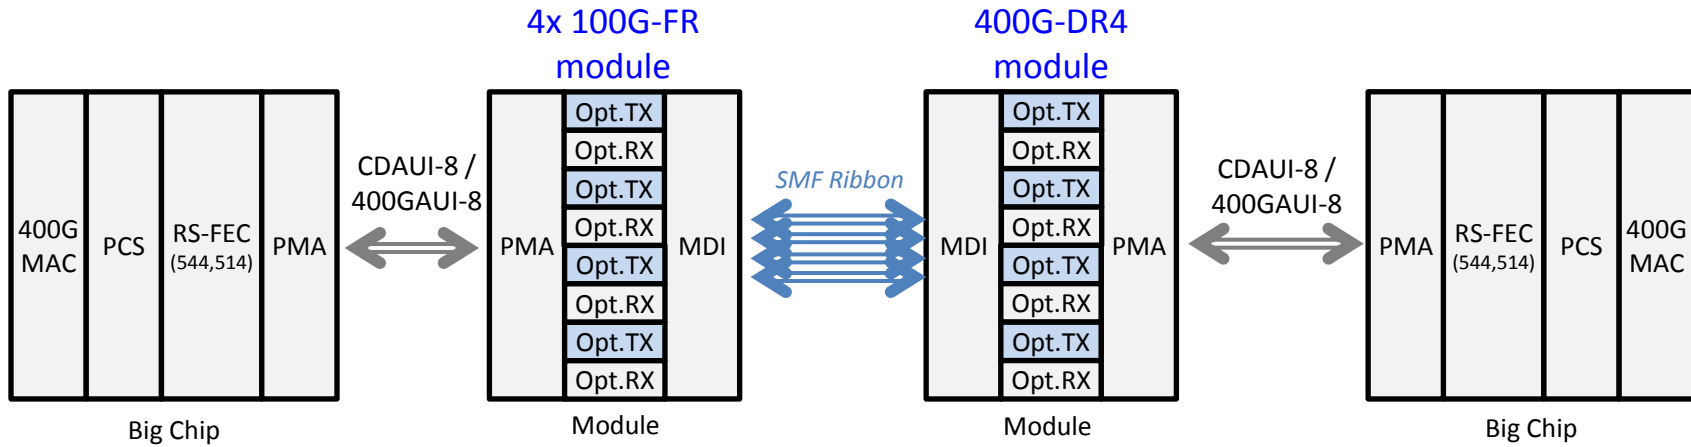 4x 100G-FR
module
400G-DR4
module
400G
MAC
PCS
RS-FEC
(544,514)
PMA
Big Chip
CDAUI-8 /
400GAUI-8
PMA
Opt.TX
Opt.RX
Opt.TX
Opt.RX
Opt.TX
Opt.RX
Opt.TX
Opt.RX
MDI
Module
SMF Ribbon
MDI
Opt.TX
Opt.RX
Opt.TX
Opt.RX
Opt.TX
Opt.RX
Opt.TX
Opt.RX
PMA
Module
CDAUI-8 /
400GAUI-8
PMA
RS-FEC
(544,514)
PCS
400G
MAC
Big Chip